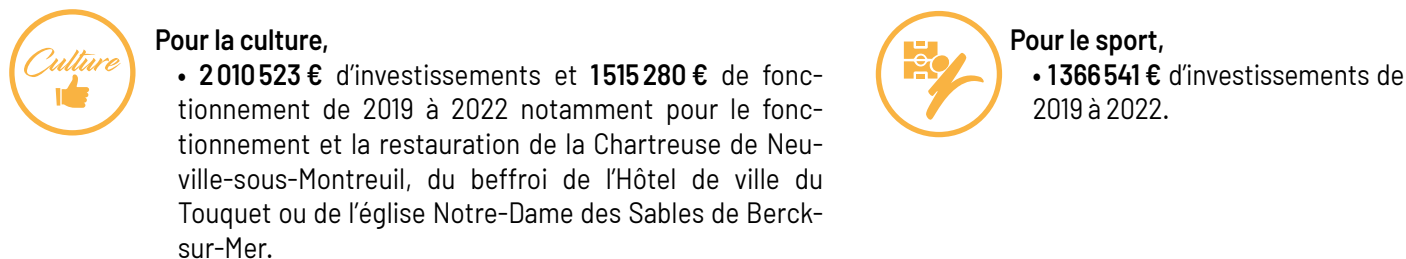 Culture
Pour la culture,
• 2 010 523 € d'investissements et 1 515 280 € de fonc-
tionnement de 2019 à 2022 notamment pour le fonc-
tionnement et la restauration de la Chartreuse de Neu-
ville-sous-Montreuil, du beffroi de l'Hôtel de ville du
Touquet ou de l'église Notre-Dame des Sables de Berck-
sur-Mer.
Pour le sport,
• 1 366 541 € d'investissements de
2019 à 2022.